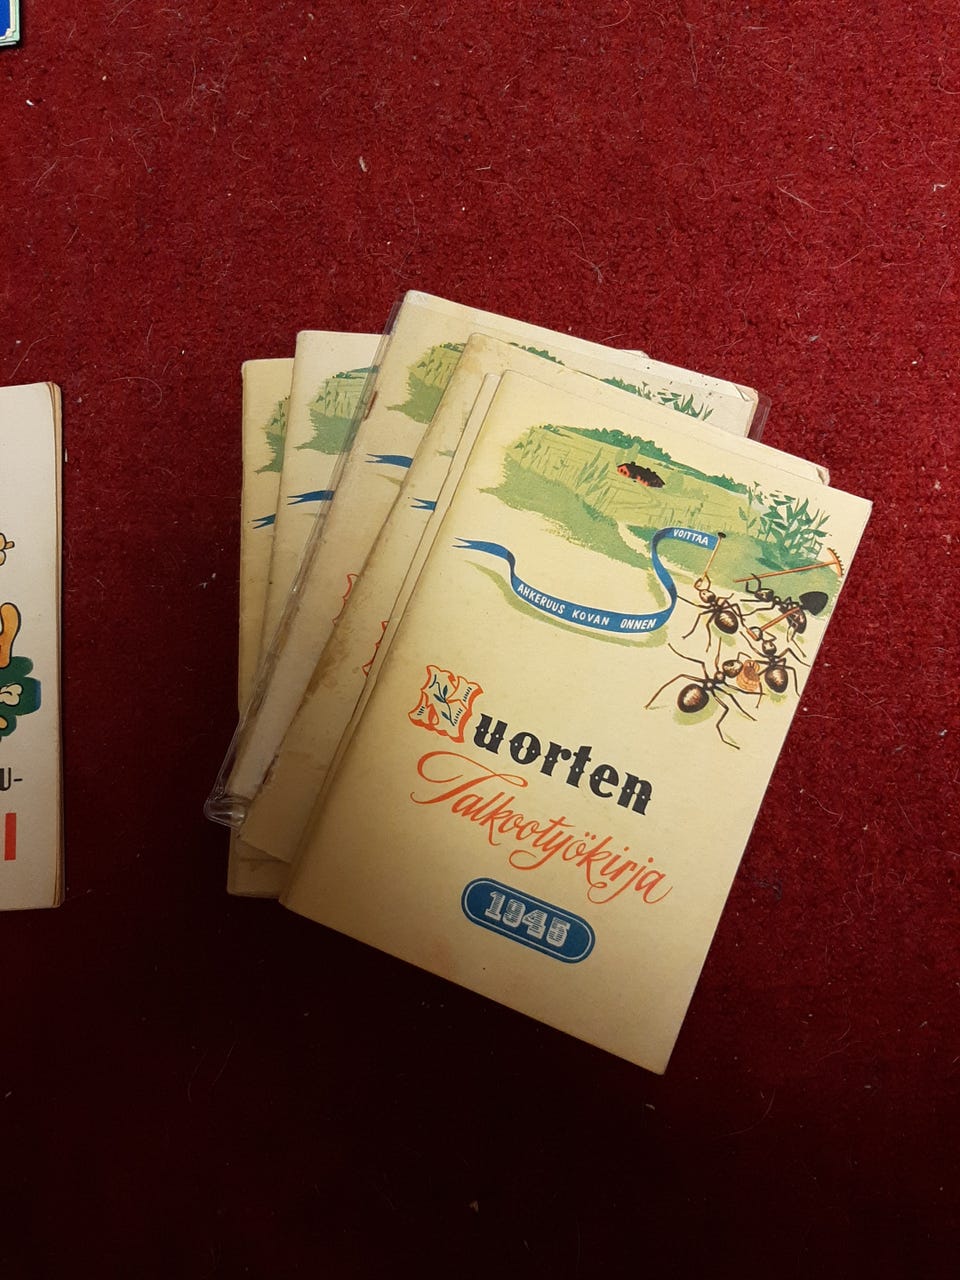 VOITTAA
AHKERUUS KOVAN ONNEN
Nuorten
Talkootyökirja
1945
U-